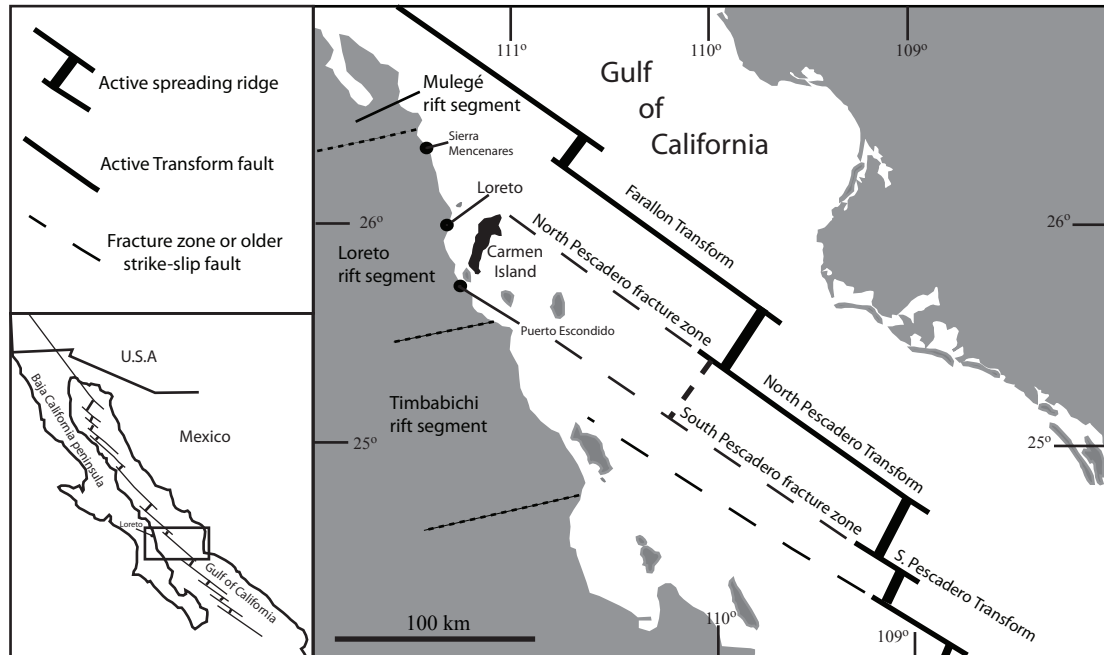 Active spreading ridge
Active Transform fault
Fracture zone or older
strike-slip fault
U.S.A
Mexico
Baja California peninsula
Loreto
Gulf of California
111º
110º
109º
Gulf
of
California
Mulegé
rift segment
Sierra
Mencenares
Loreto
26º
26º
Loreto
rift segment
Carmen
Island
Farallon Transform
North Pescadero fracture zone
Puerto Escondido
Timbabichi
rift segment
25º
25º
North Pescadero Transform
South Pescadero fracture zone
S. Pescadero Transform
100 km
110º
109º